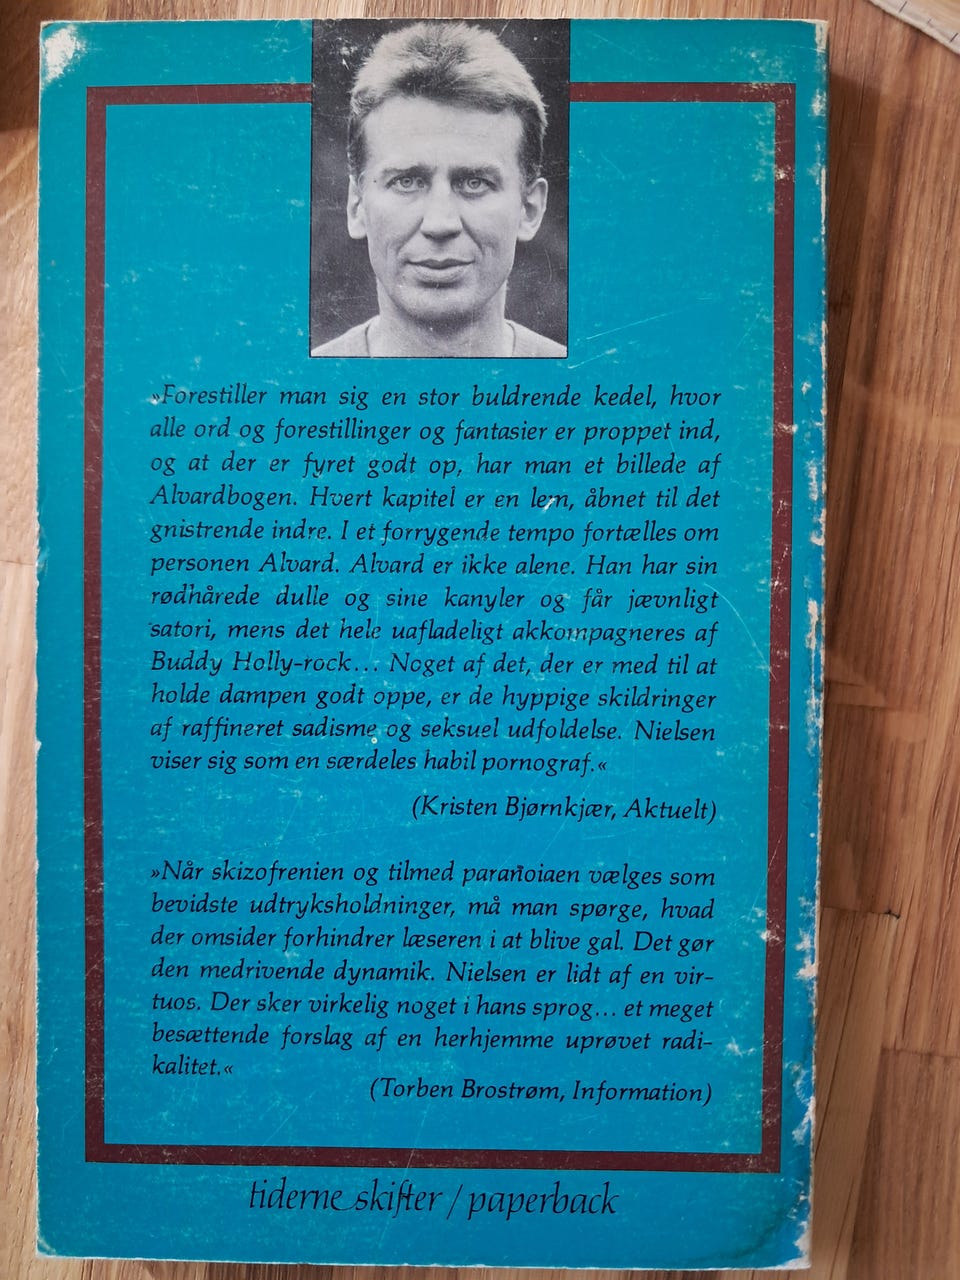 »Forestiller man sig en stor buldrende kedel, hvor
alle ord og forestillinger og fantasier er proppet ind,
og at der er fyret godt op, har man et billede af
Alvardbogen. Hvert kapitel er en lem, åbnet til det
gnistrende indre. I et forrygende tempo fortælles om
personen Alvard. Alvard er ikke alene. Han har sin
rødhårede dulle og sine kanyler og får jævnligt
satori, mens det hele uafladeligt akkompagneres af
Buddy Holly-rock... Noget af det, der er med til at
holde dampen godt oppe, er de hyppige skildringer
af raffineret sadisme og seksuel udfoldelse. Nielsen
viser sig som en særdeles habil pornograf.«
(Kristen Bjørnkjær, Aktuelt)
»Når skizofrenien og tilmed paranoiaen vælges som
bevidste udtryksholdninger, må man spørge, hvad
der omsider forhindrer læseren i at blive gal. Det gør
den medrivende dynamik. Nielsen er lidt af en vir-
tuos. Der sker virkelig noget i hans sprog... et meget
besættende forslag af en herhjemme uprøvet radi-
kalitet.«
(Torben Brostrøm, Information)
tiderne skifter / paperback